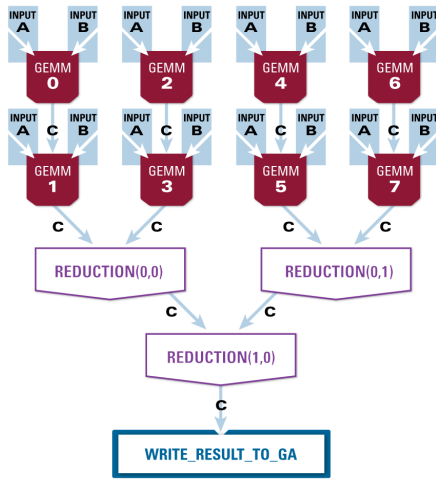 INPUT A INPUT B INPUT A INPUT B INPUT A INPUT B INPUT A INPUT B
GEMM 0 GEMM 2 GEMM 4 GEMM 6
C C C C
INPUT A INPUT B INPUT A INPUT B INPUT A INPUT B INPUT A INPUT B
GEMM 1 GEMM 3 GEMM 5 GEMM 7
C C C C
REDUCTION(0,0) REDUCTION(0,1)
C C
REDUCTION(1,0)
C
WRITE_RESULT_TO_GA